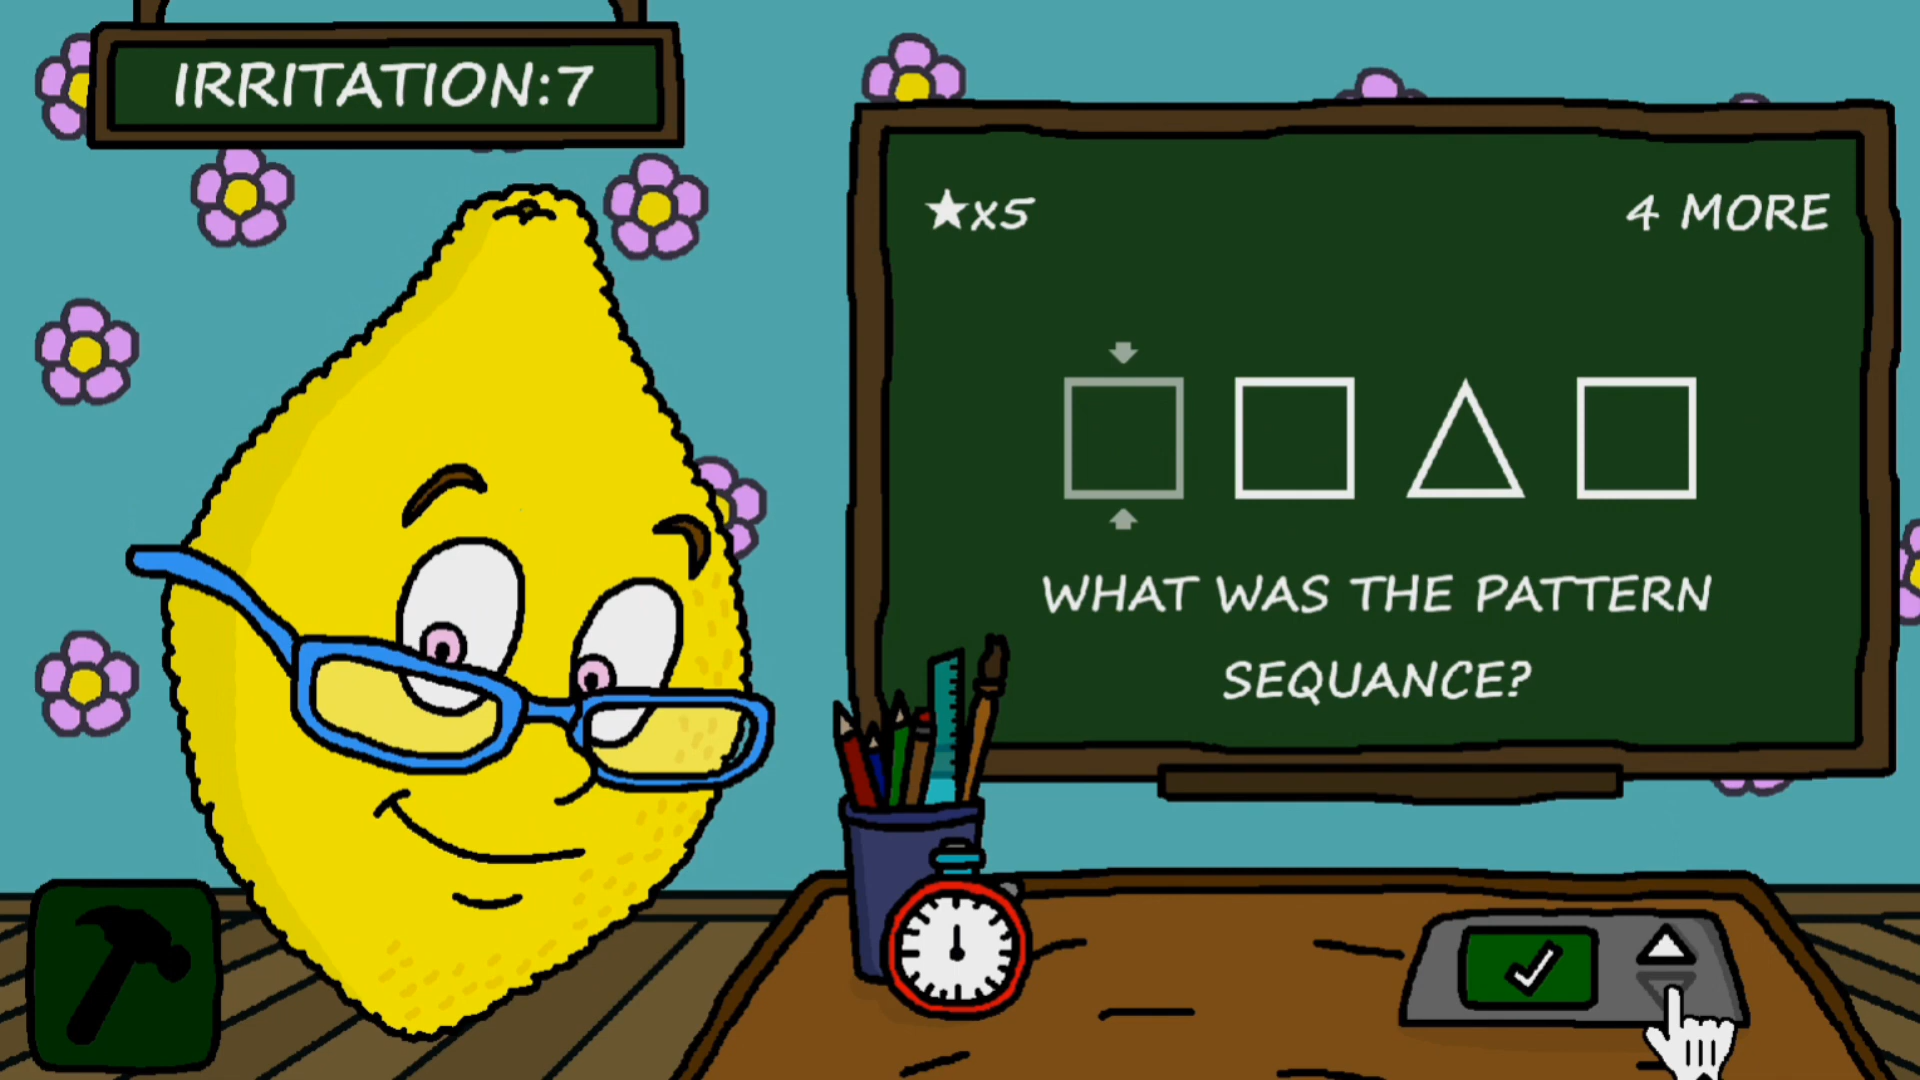 IRRITATION:7
★x5
4 MORE
WHAT WAS THE PATTERN
SEQUANCE?